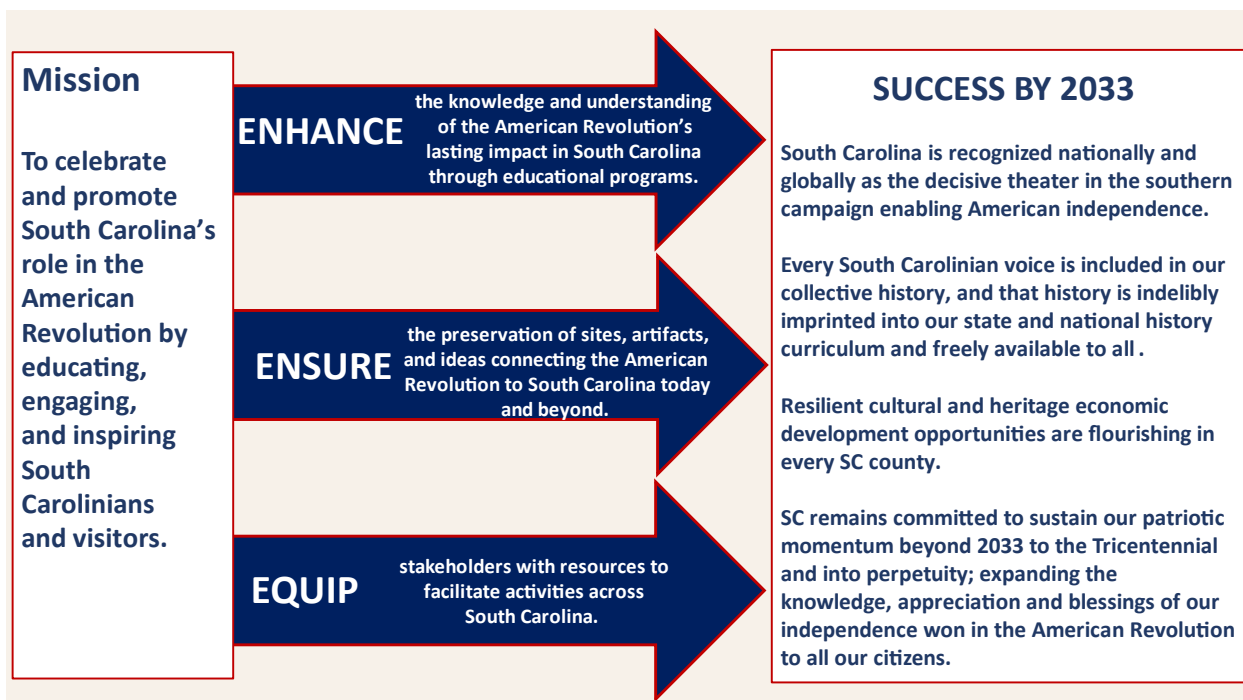 Mission
To celebrate
and promote
South Carolina’s
role in the
American
Revolution by
educating,
engaging,
and inspiring
South
Carolinians
and visitors.
ENHANCE
the knowledge and understanding
of the American Revolution’s
lasting impact in South Carolina
through educational programs.
ENSURE
the preservation of sites, artifacts,
and ideas connecting the American
Revolution to South Carolina today
and beyond.
EQUIP
stakeholders with resources to
facilitate activities across
South Carolina.
SUCCESS BY 2033
South Carolina is recognized nationally and
globally as the decisive theater in the southern
campaign enabling American independence.
Every South Carolinian voice is included in our
collective history, and that history is indelibly
imprinted into our state and national history
curriculum and freely available to all .
Resilient cultural and heritage economic
development opportunities are flourishing in
every SC county.
SC remains committed to sustain our patriotic
momentum beyond 2033 to the Tricentennial
and into perpetuity; expanding the
knowledge, appreciation and blessings of our
independence won in the American Revolution
to all our citizens.